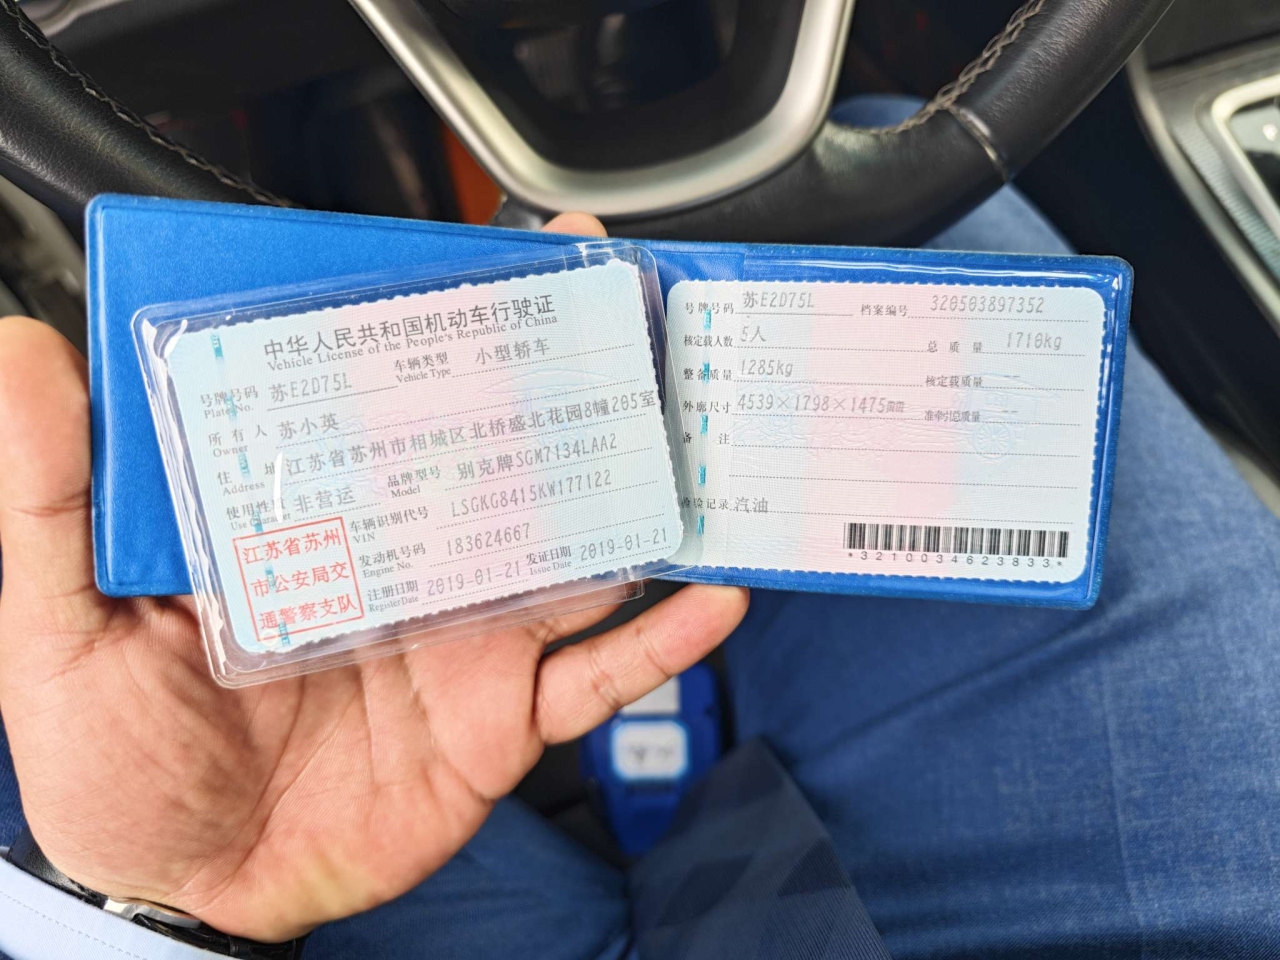 中华人民共和国机动车行驶证
Vehicle License of the People's Republic of China
号牌号码 苏E2D75L 车辆类型 小型轿车
Plate No. Vehicle Type
所有人 苏小英
Owner
住 址 江苏省苏州市相城区北桥盛北花园8幢205室
Address
使用性质 非营运 品牌型号 别克牌SGM7134LAA2
Use Character Model
江苏省苏州
市公安局交
通警察支队
车辆识别代号 LSGKG8415KW177122
VIN
发动机号码 183624667
Engine No.
注册日期 2019-01-21 发证日期 2019-01-21
Register Date Issue Date
号牌号码 苏E2D75L 档案编号 320503897352
核定载人数 5人 总质量 1710kg
整备质量 1285kg 核定载质量 --
外廓尺寸 4539×1798×1475mm 准牵引总质量 --
备 注
检验记录 汽油
*3210034623833*